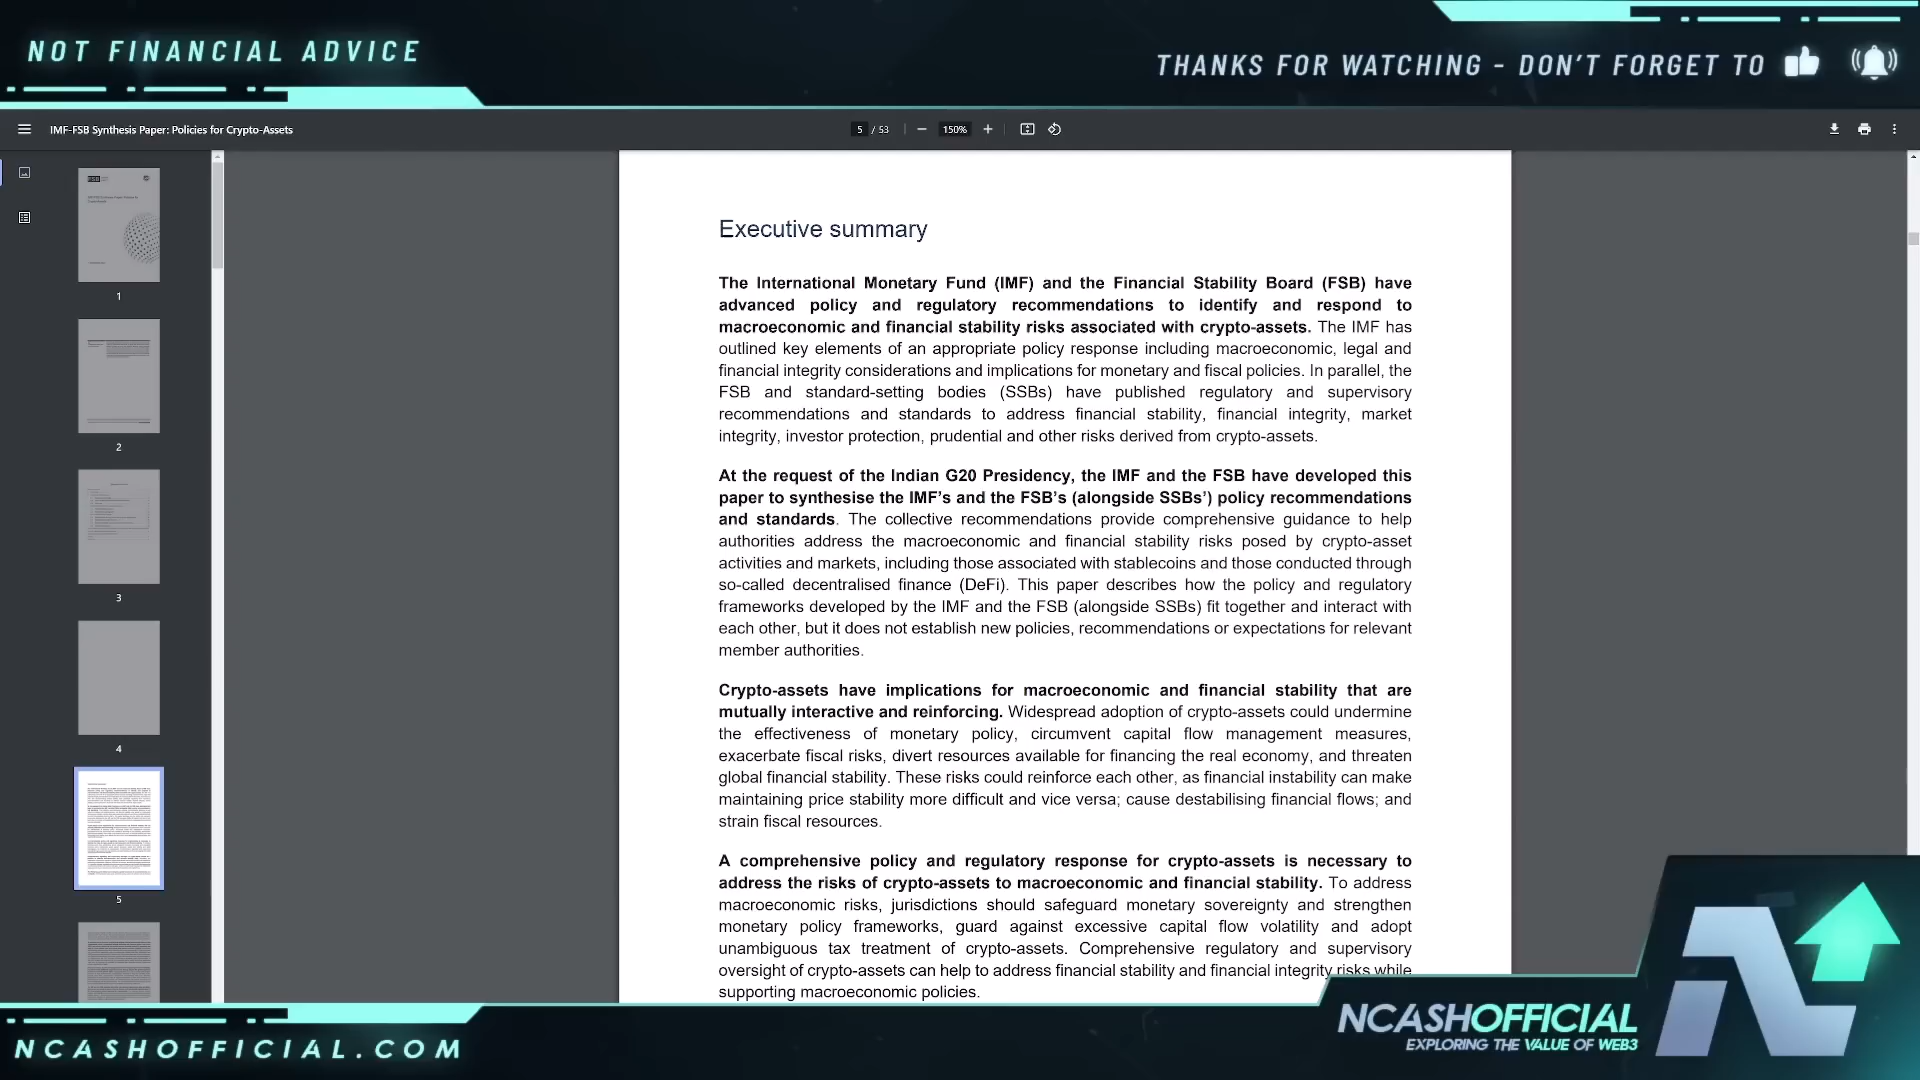 NOT FINANCIAL ADVICE
THANKS FOR WATCHING - DON'T FORGET TO
IMF-FSB Synthesis Paper: Policies for Crypto-Assets
5 / 53
150%
1
2
3
4
5
Executive summary
The International Monetary Fund (IMF) and the Financial Stability Board (FSB) have
advanced policy and regulatory recommendations to identify and respond to
macroeconomic and financial stability risks associated with crypto-assets. The IMF has
outlined key elements of an appropriate policy response including macroeconomic, legal and
financial integrity considerations and implications for monetary and fiscal policies. In parallel, the
FSB and standard-setting bodies (SSBs) have published regulatory and supervisory
recommendations and standards to address financial stability, financial integrity, market
integrity, investor protection, prudential and other risks derived from crypto-assets.
At the request of the Indian G20 Presidency, the IMF and the FSB have developed this
paper to synthesise the IMF's and the FSB's (alongside SSBs') policy recommendations
and standards. The collective recommendations provide comprehensive guidance to help
authorities address the macroeconomic and financial stability risks posed by crypto-asset
activities and markets, including those associated with stablecoins and those conducted through
so-called decentralised finance (DeFi). This paper describes how the policy and regulatory
frameworks developed by the IMF and the FSB (alongside SSBs) fit together and interact with
each other, but it does not establish new policies, recommendations or expectations for relevant
member authorities.
Crypto-assets have implications for macroeconomic and financial stability that are
mutually interactive and reinforcing. Widespread adoption of crypto-assets could undermine
the effectiveness of monetary policy, circumvent capital flow management measures,
exacerbate fiscal risks, divert resources available for financing the real economy, and threaten
global financial stability. These risks could reinforce each other, as financial instability can make
maintaining price stability more difficult and vice versa; cause destabilising financial flows; and
strain fiscal resources.
A comprehensive policy and regulatory response for crypto-assets is necessary to
address the risks of crypto-assets to macroeconomic and financial stability. To address
macroeconomic risks, jurisdictions should safeguard monetary sovereignty and strengthen
monetary policy frameworks, guard against excessive capital flow volatility and adopt
unambiguous tax treatment of crypto-assets. Comprehensive regulatory and supervisory
oversight of crypto-assets can help to address financial stability and financial integrity risks while
supporting macroeconomic policies.
NCASHOFFICIAL.COM
NCASHOFFICIAL
EXPLORING THE VALUE OF WEB3